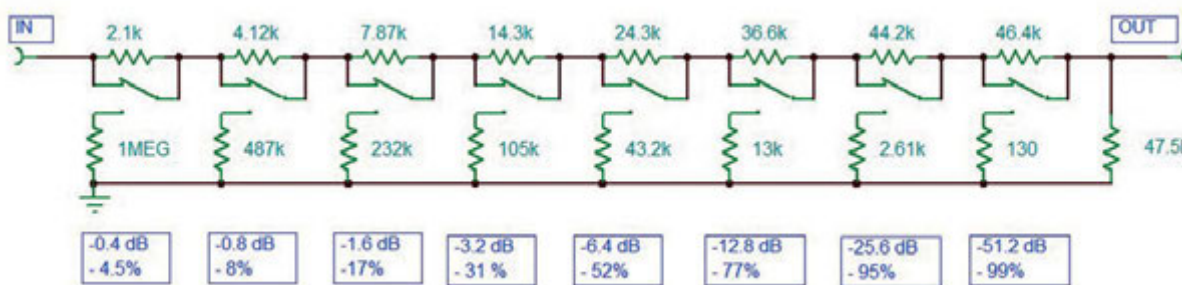 IN
2.1k
4.12k
7.87k
14.3k
24.3k
36.6k
44.2k
46.4k
OUT
1MEG
487k
232k
105k
43.2k
13k
2.61k
130
-0.4 dB
- 4.5%
-0.8 dB
- 8%
-1.6 dB
-17%
-3.2 dB
- 31 %
-6.4 dB
- 52%
-12.8 dB
- 77%
-25.6 dB
- 95%
-51.2 dB
- 99%